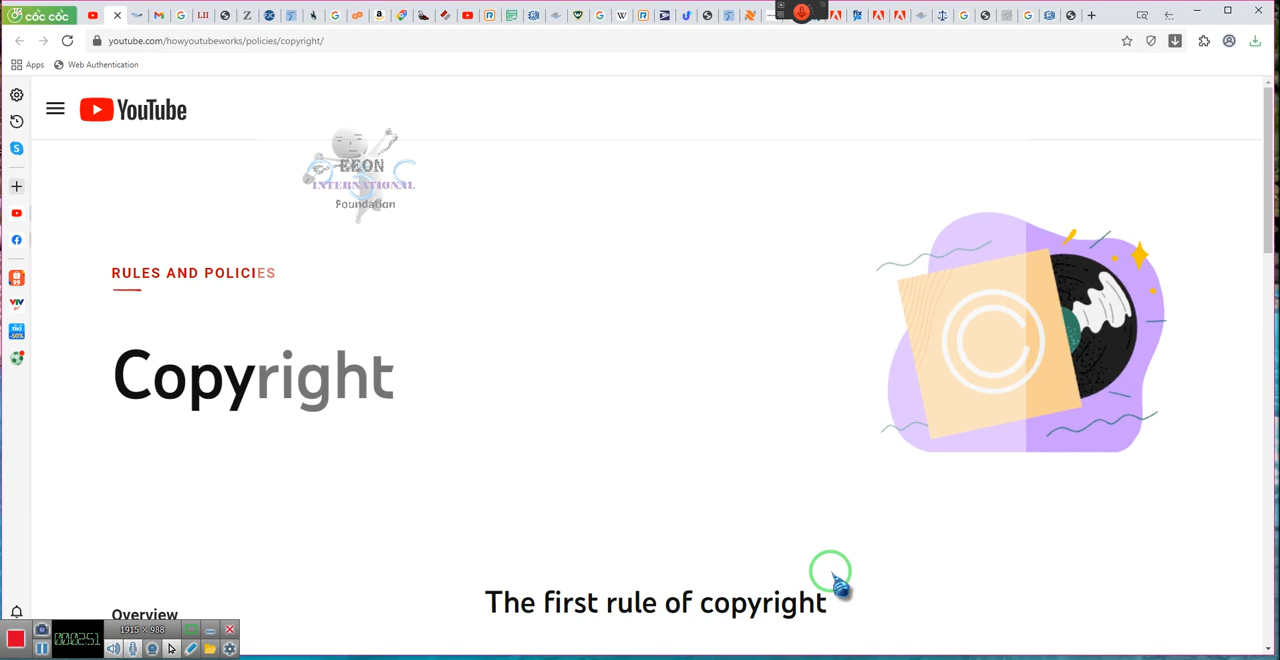 cốc cốc
youtube.com/howyoutubeworks/policies/copyright/
Apps
Web Authentication
YouTube
EEON
INTERNATIONAL
Foundation
RULES AND POLICIES
Copyright
The first rule of copyright
Overview
1915 × 988
000251